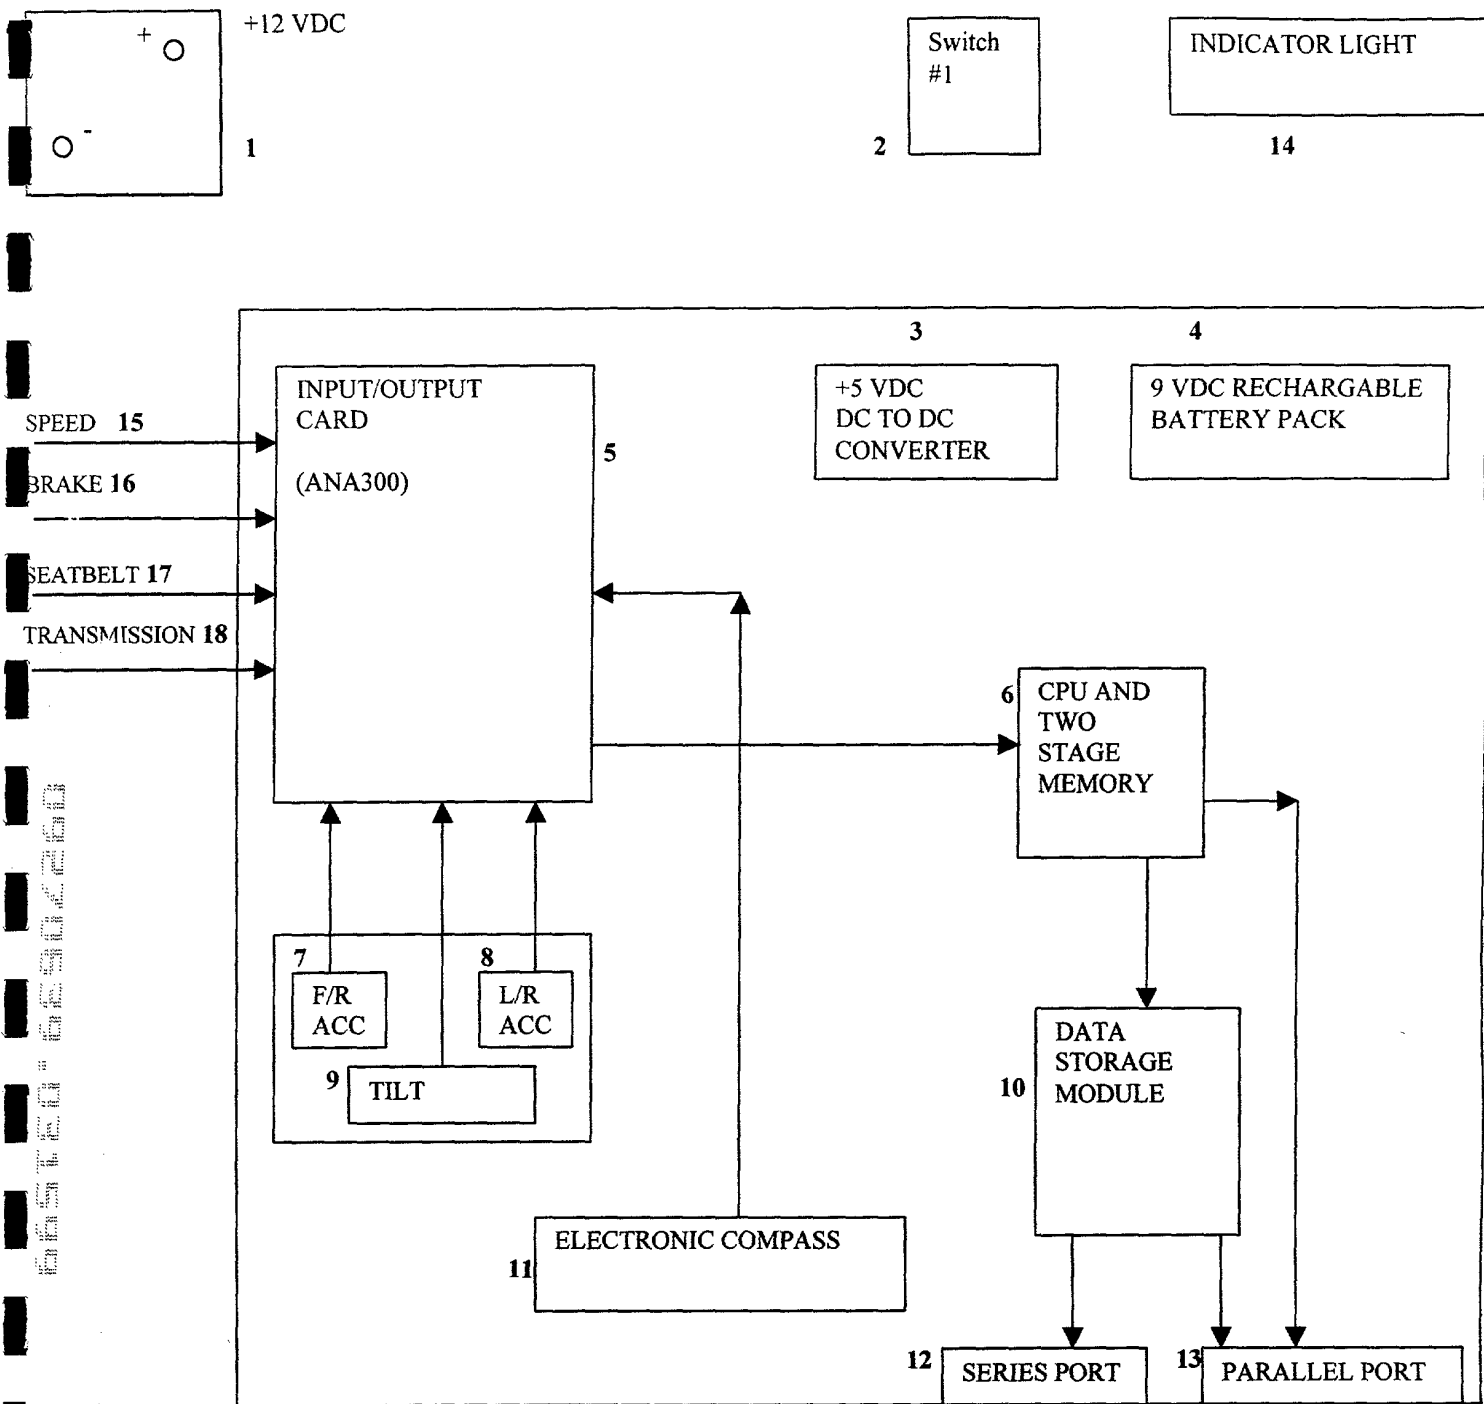 +12 VDC
+
-
1
Switch
#1
2
INDICATOR LIGHT
14
3
4
INPUT/OUTPUT
CARD
(ANA300)
5
+5 VDC
DC TO DC
CONVERTER
9 VDC RECHARGABLE
BATTERY PACK
SPEED 15
BRAKE 16
SEATBELT 17
TRANSMISSION 18
6
CPU AND
TWO
STAGE
MEMORY
7
F/R
ACC
8
L/R
ACC
9
TILT
10
DATA
STORAGE
MODULE
11
ELECTRONIC COMPASS
12
SERIES PORT
13
PARALLEL PORT